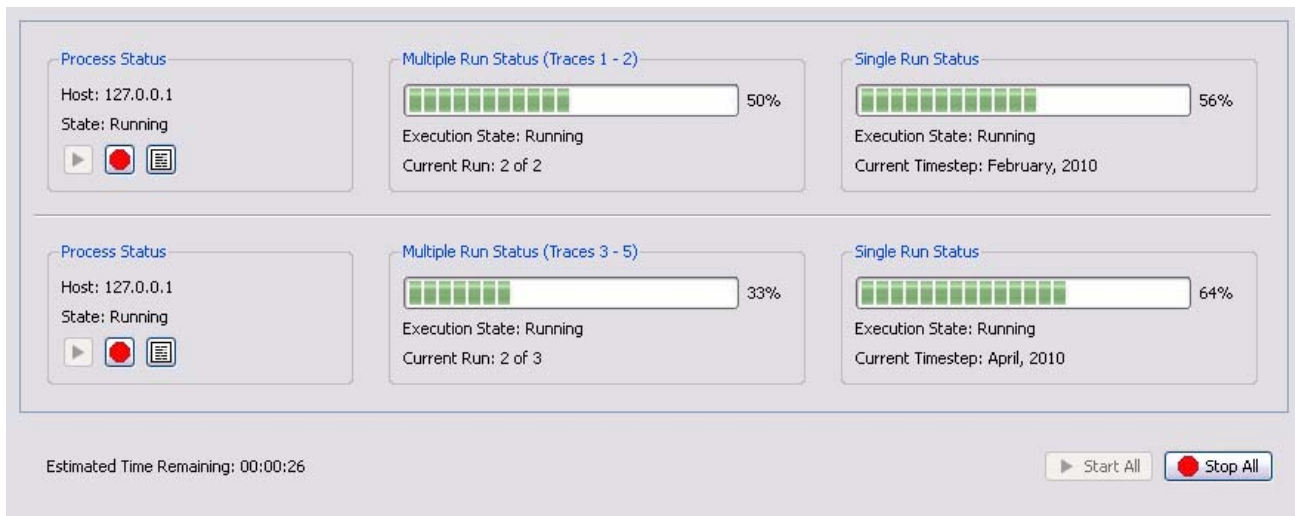 Process Status
Host: 127.0.0.1
State: Running
Multiple Run Status (Traces 1 - 2)
50%
Execution State: Running
Current Run: 2 of 2
Single Run Status
56%
Execution State: Running
Current Timestep: February, 2010
Process Status
Host: 127.0.0.1
State: Running
Multiple Run Status (Traces 3 - 5)
33%
Execution State: Running
Current Run: 2 of 3
Single Run Status
64%
Execution State: Running
Current Timestep: April, 2010
Estimated Time Remaining: 00:00:26
Start All
Stop All